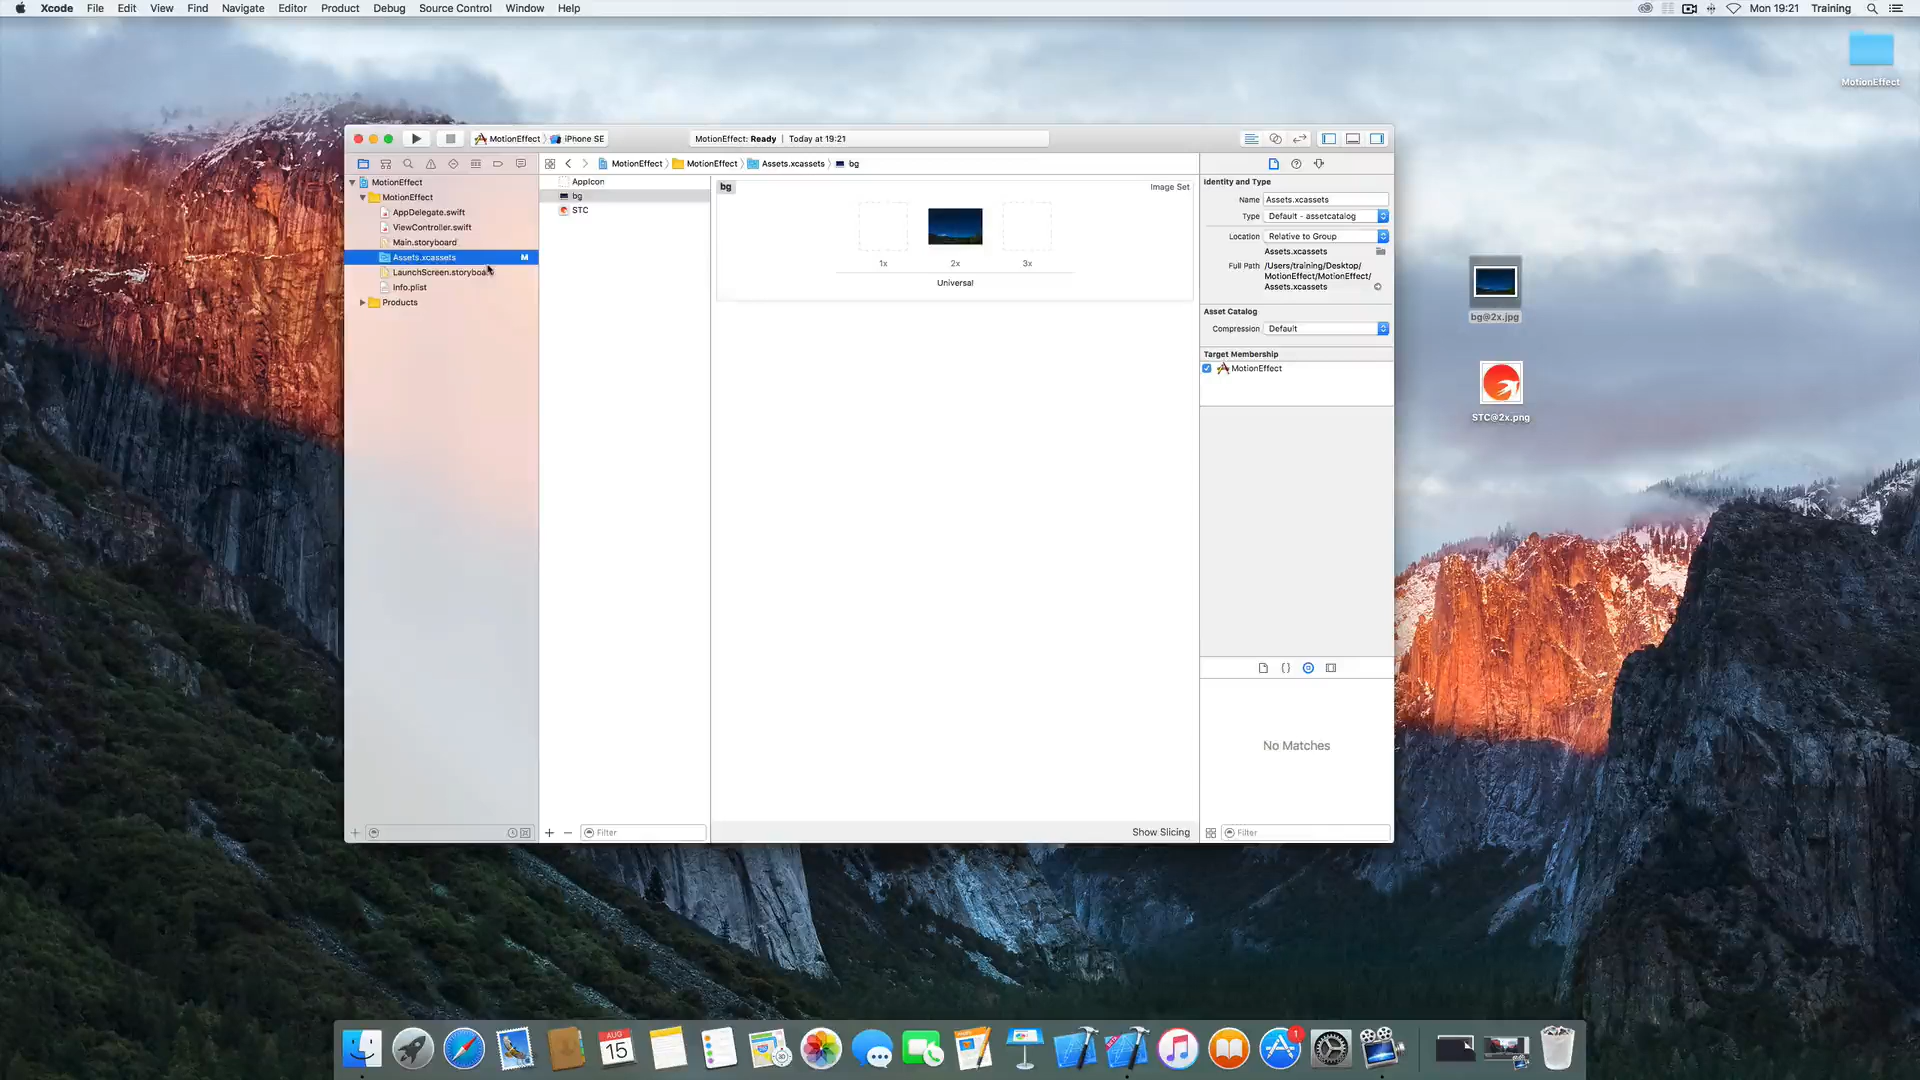 Xcode File Edit View Find Navigate Editor Product Debug Source Control Window Help Mon 19:21 Training
MotionEffect
MotionEffect iPhone SE MotionEffect: Ready | Today at 19:21
MotionEffect MotionEffect Assets.xcassets bg
MotionEffect
MotionEffect
AppDelegate.swift
ViewController.swift
Main.storyboard
Assets.xcassets M
LaunchScreen.storyboa
Info.plist
Products
AppIcon
bg
STC
bg Image Set
1x 2x 3x
Universal
Identity and Type
Name Assets.xcassets
Type Default - assetcatalog
Location Relative to Group
Assets.xcassets
Full Path /Users/training/Desktop/
MotionEffect/MotionEffect/
Assets.xcassets
Asset Catalog
Compression Default
Target Membership
MotionEffect
No Matches
Filter
Show Slicing
Filter
bg@2x.jpg
STC@2x.png
AUG
15
1